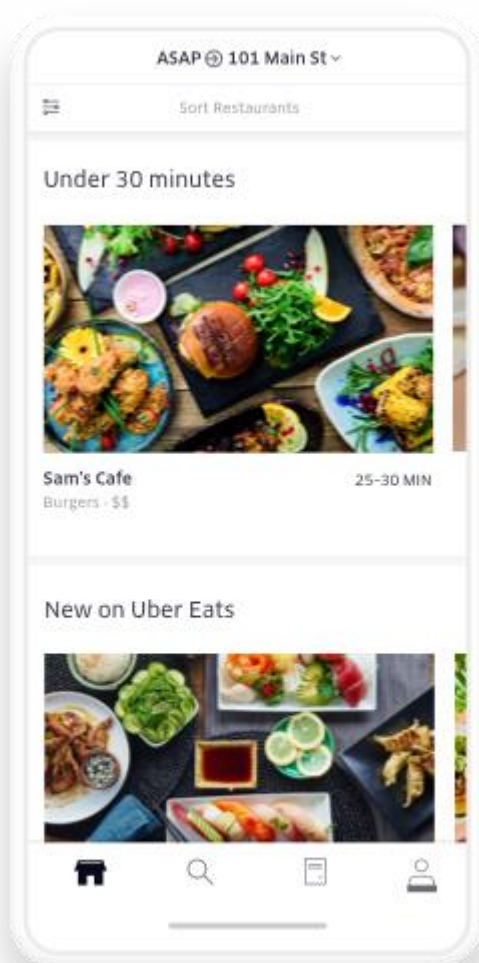 ASAP → 101 Main St
Sort Restaurants
Under 30 minutes
Sam's Cafe
25-30 MIN
Burgers · $$
New on Uber Eats